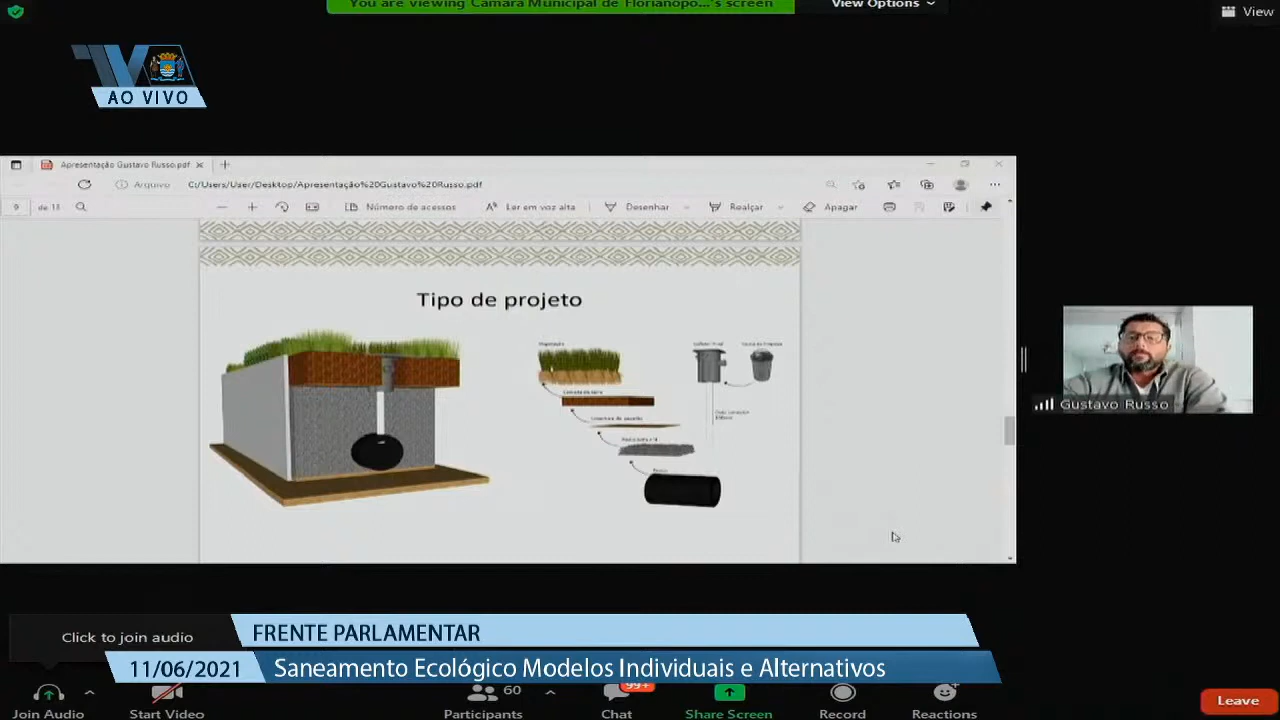 You are viewing Câmara Municipal de Florianópo...'s screen
View Options
View
TV
AO VIVO
Apresentação Gustavo Russo.pdf
Arquivo
C:/Users/User/Desktop/Apresentação%20Gustavo%20Russo.pdf
9 de 13
Número de acessos
Ler em voz alta
Desenhar
Realçar
Apagar
Tipo de projeto
Gustavo Russo
Click to join audio
FRENTE PARLAMENTAR
11/06/2021
Saneamento Ecológico Modelos Individuais e Alternativos
Join Audio
Start Video
60
Participants
99+
Chat
Share Screen
Record
Reactions
Leave